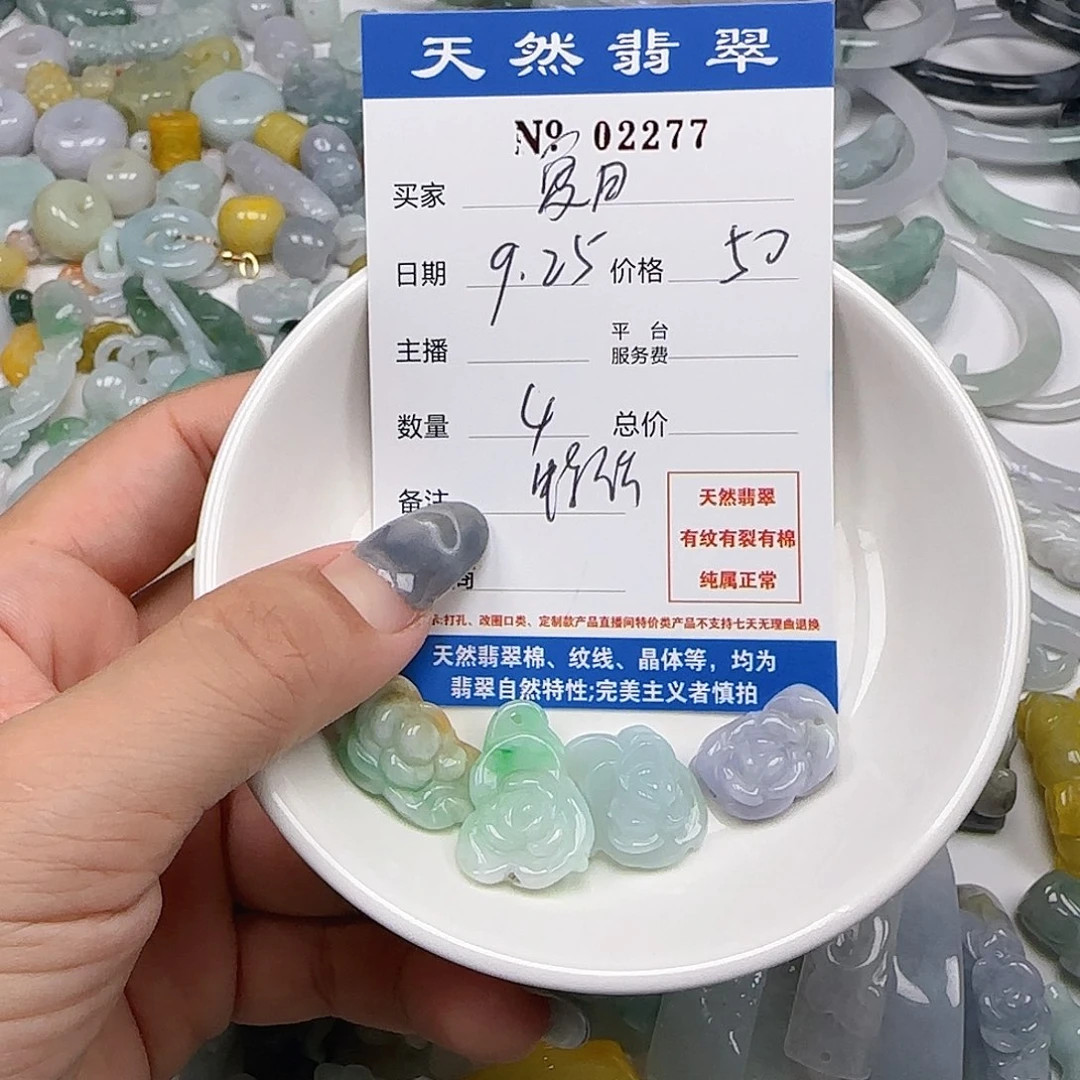 天然翡翠
No. 02277
买家 夏日
日期 9.25 价格 50
主播 平台服务费
数量 4 总价
备注
天然翡翠
有纹有裂有棉
纯属正常
打孔、改圈口类、定制款产品直播间特价类产品不支持七天无理由退换
天然翡翠棉、纹线、晶体等，均为
翡翠自然特性;完美主义者慎拍